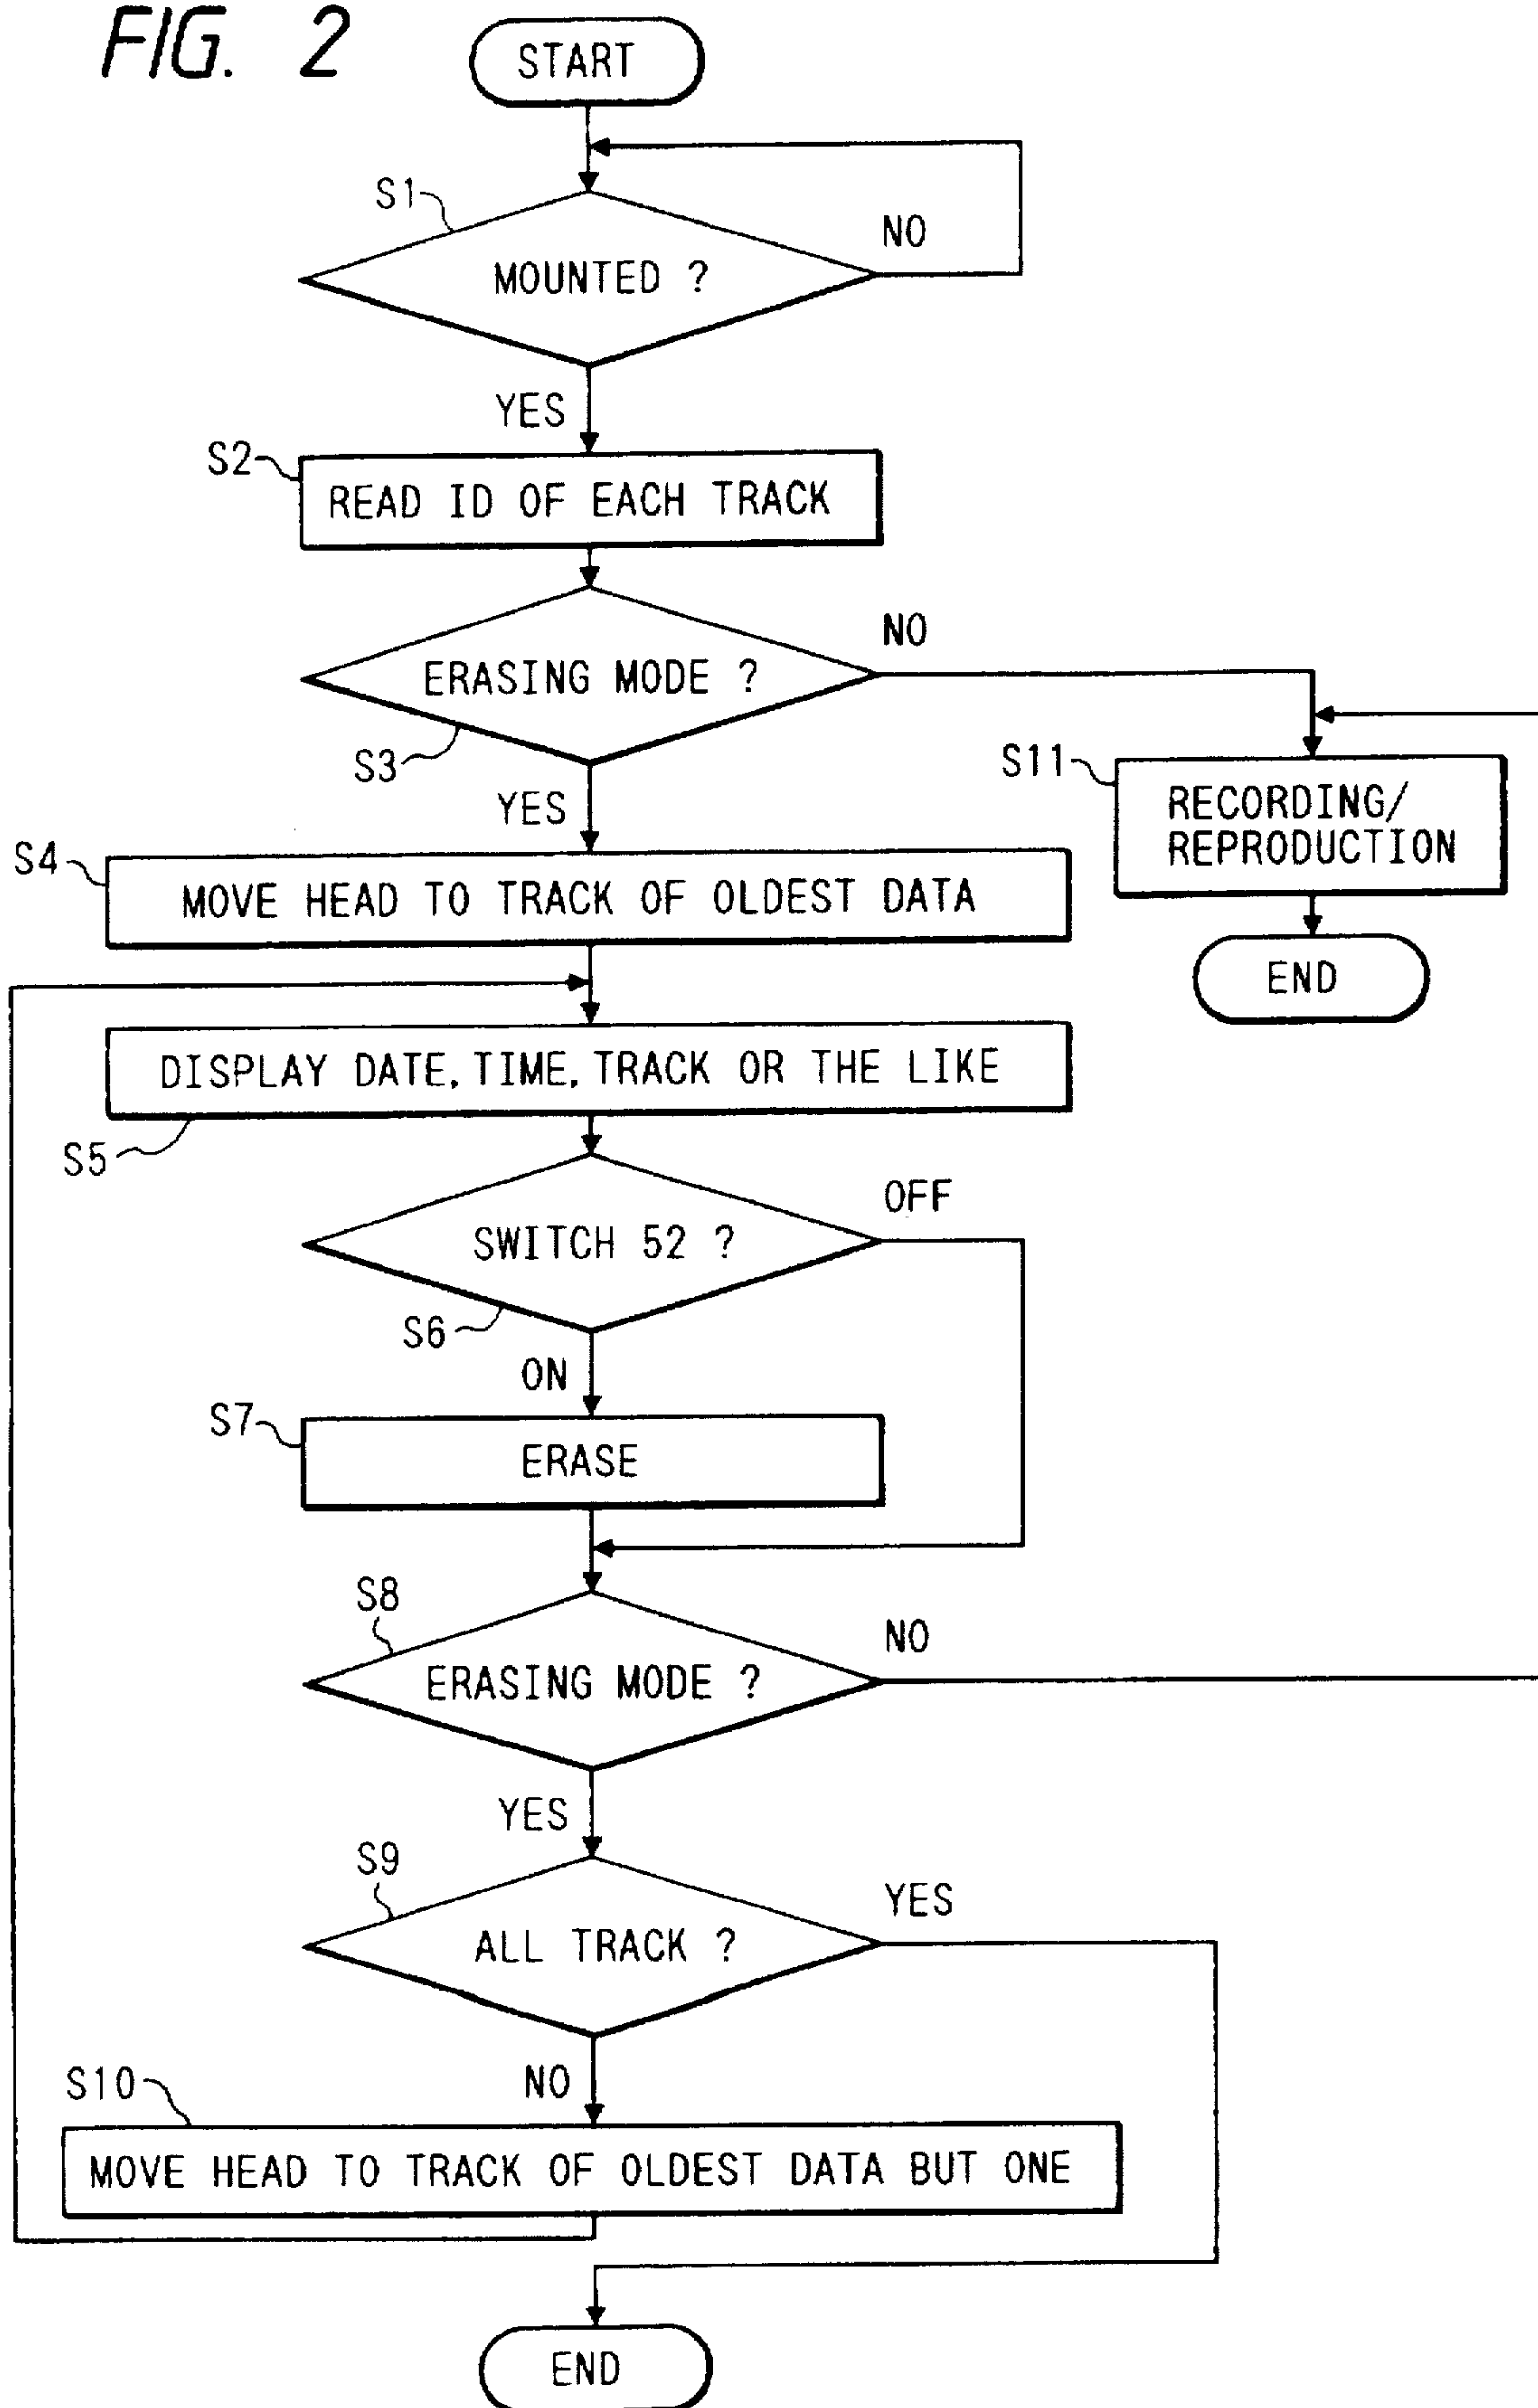 FIG. 2
START
S1
MOUNTED ?
NO
YES
S2
READ ID OF EACH TRACK
ERASING MODE ?
NO
S3
YES
S11
RECORDING/
REPRODUCTION
END
S4
MOVE HEAD TO TRACK OF OLDEST DATA
DISPLAY DATE, TIME, TRACK OR THE LIKE
S5
SWITCH 52 ?
OFF
S6
ON
S7
ERASE
S8
ERASING MODE ?
NO
YES
S9
ALL TRACK ?
YES
NO
S10
MOVE HEAD TO TRACK OF OLDEST DATA BUT ONE
END